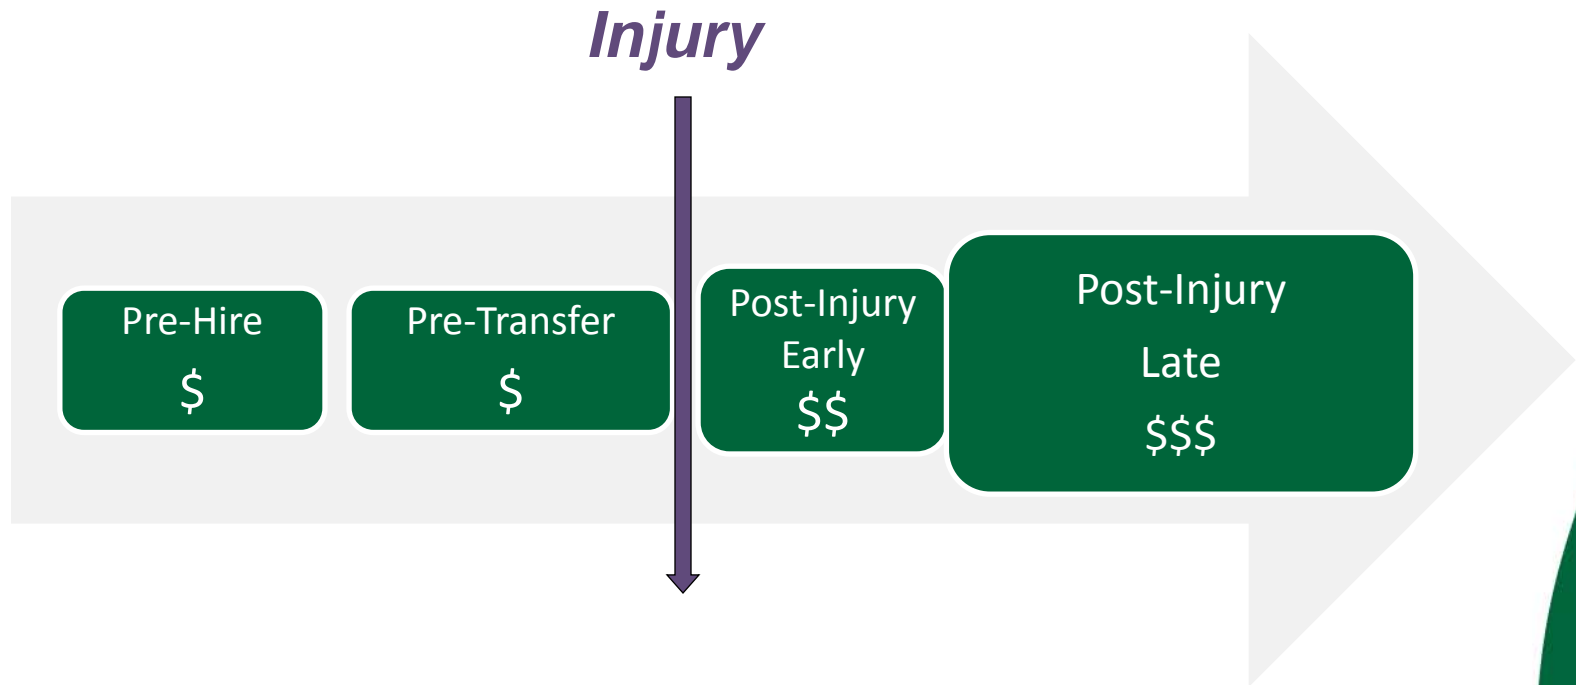 Injury
Pre-Hire
$
Pre-Transfer
$
Post-Injury
Early
$$
Post-Injury
Late
$$$